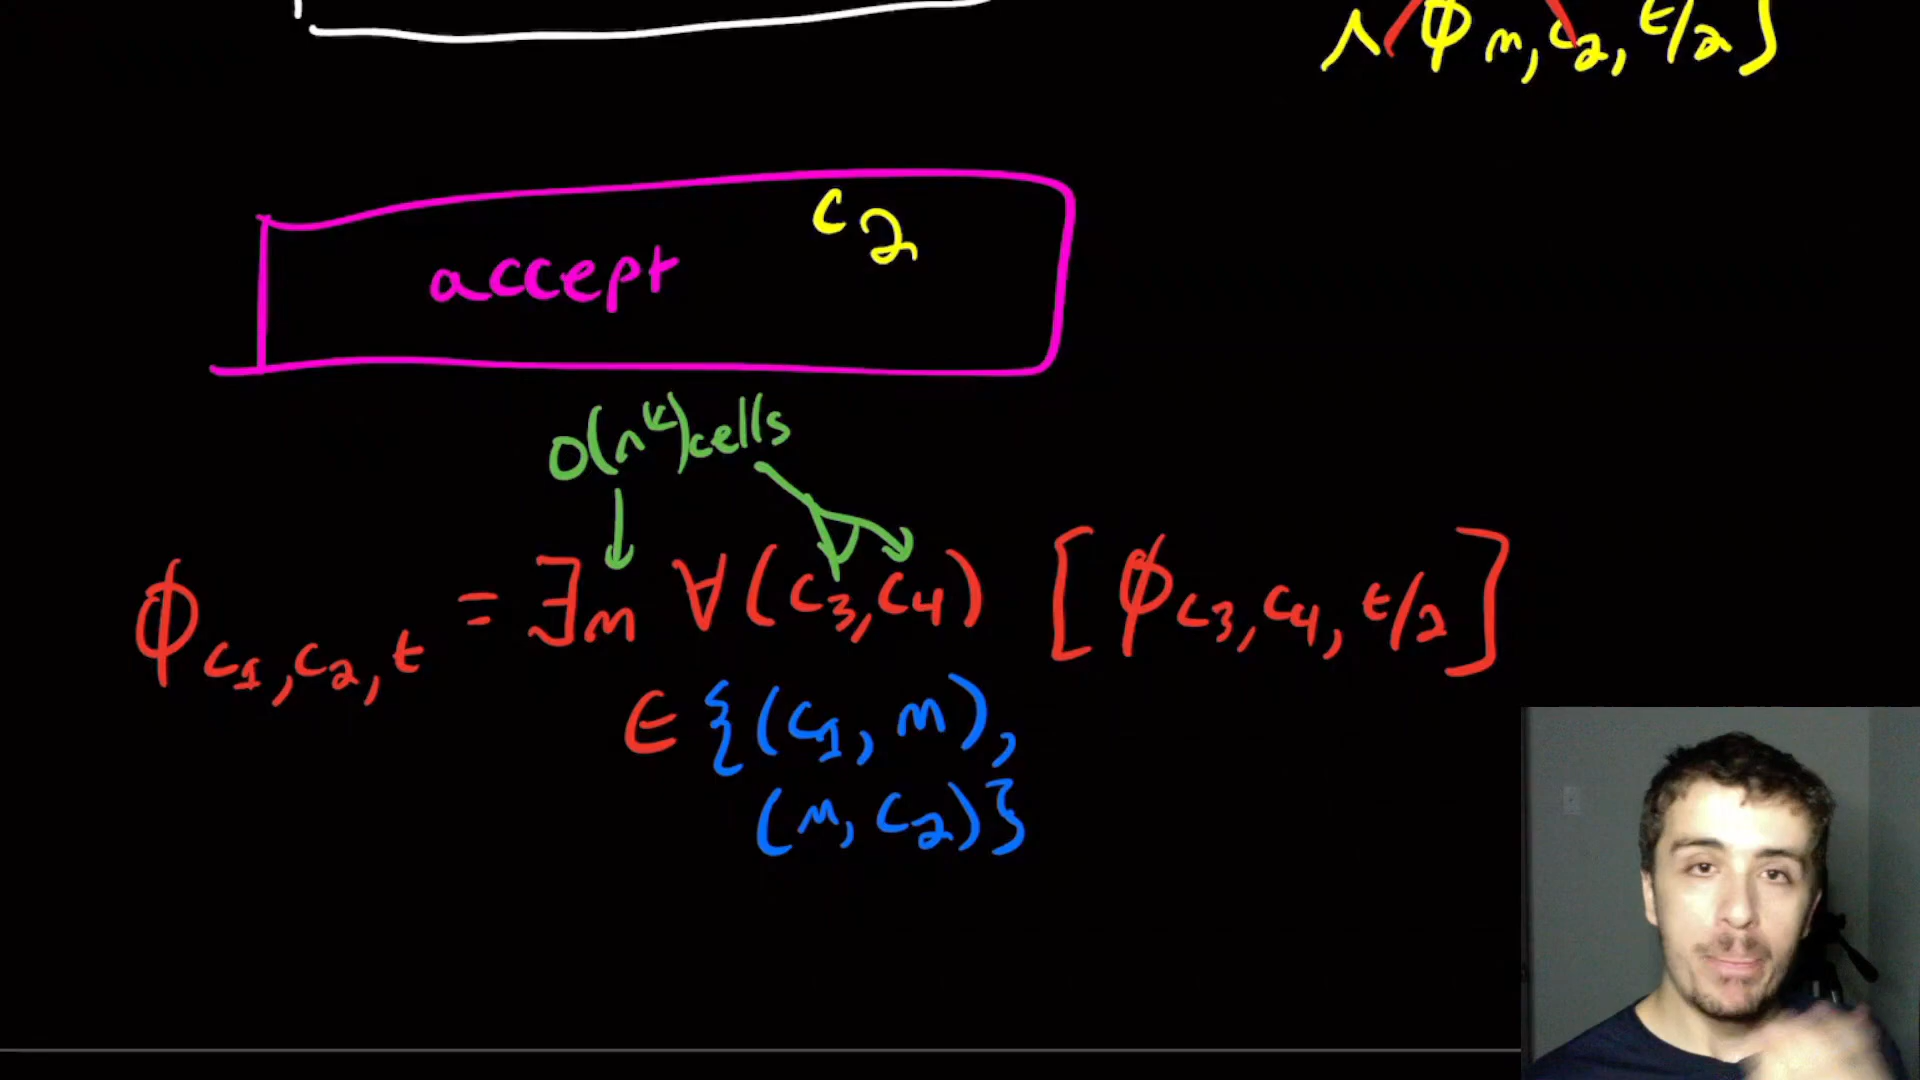 ∧ ϕ m, c₂, t/2 ]
c₂
accept
O(n^k) cells
ϕ c₁, c₂, t = ∃m ∀(c₃, c₄) [ϕ c₃, c₄, t/2]
∈ {(c₁, m),
(m, c₂)}